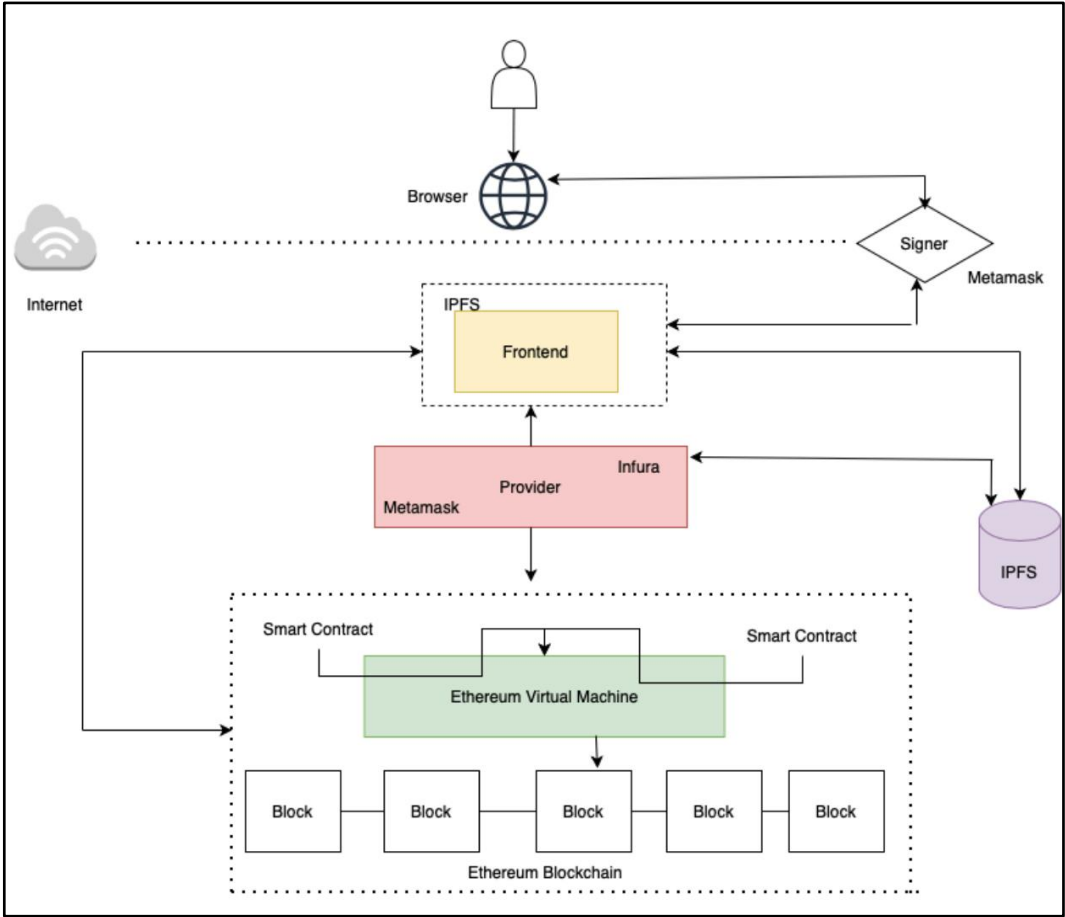 Browser
Signer
Metamask
Internet
IPFS
Frontend
Infura
Provider
Metamask
IPFS
Smart Contract
Smart Contract
Ethereum Virtual Machine
Block
Block
Block
Block
Block
Ethereum Blockchain